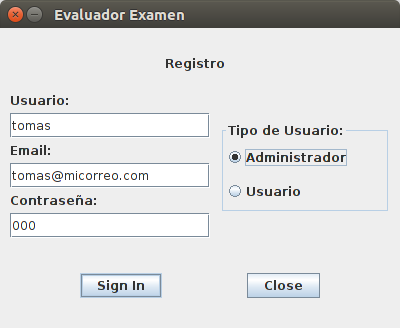 Evaluador Examen
Registro
Usuario:
tomas
Email:
tomas@micorreo.com
Contraseña:
000
Tipo de Usuario:
Administrador
Usuario
Sign In
Close